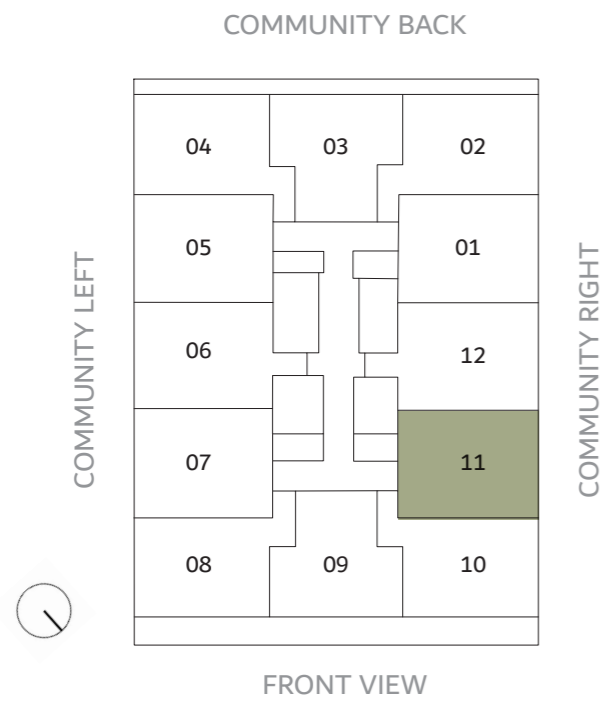 COMMUNITY BACK
04 03 02
05 01
COMMUNITY LEFT
COMMUNITY RIGHT
06 12
07 11
08 09 10
FRONT VIEW